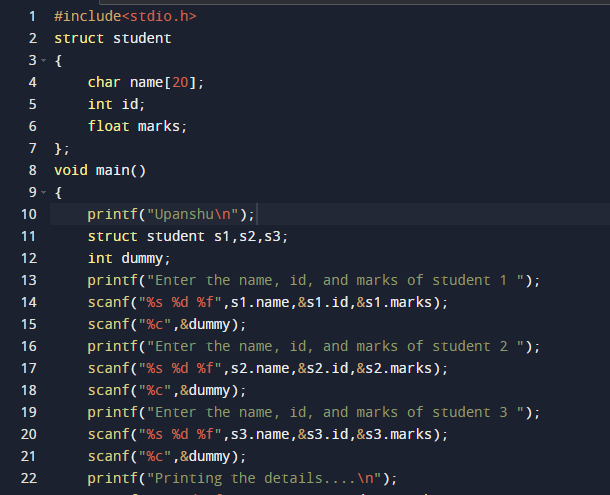 1 #include<stdio.h>
2 struct student
3 {
4 char name[20];
5 int id;
6 float marks;
7 };
8 void main()
9 {
10 printf("Upanshu\n");
11 struct student s1,s2,s3;
12 int dummy;
13 printf("Enter the name, id, and marks of student 1 ");
14 scanf("%s %d %f",s1.name,&s1.id,&s1.marks);
15 scanf("%c",&dummy);
16 printf("Enter the name, id, and marks of student 2 ");
17 scanf("%s %d %f",s2.name,&s2.id,&s2.marks);
18 scanf("%c",&dummy);
19 printf("Enter the name, id, and marks of student 3 ");
20 scanf("%s %d %f",s3.name,&s3.id,&s3.marks);
21 scanf("%c",&dummy);
22 printf("Printing the details....\n");